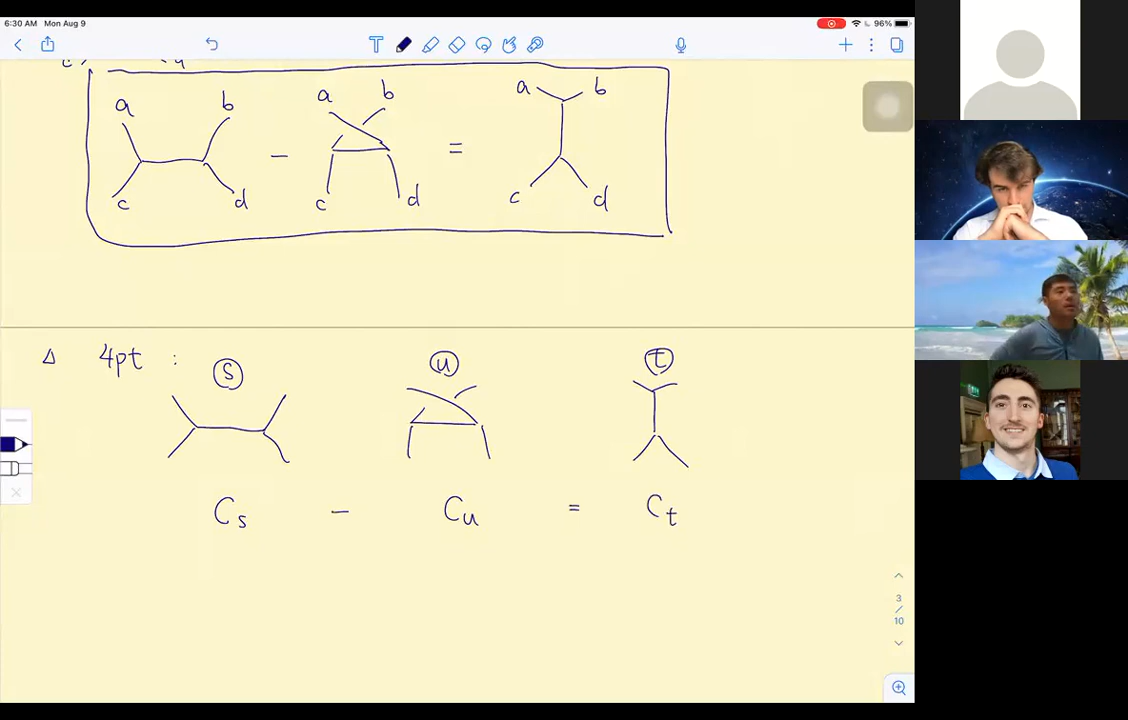 6:30 AM Mon Aug 9
96%
a b - a b = a b
c d c d c d
Δ 4pt : s u t
Cs - Cu = Ct
3
/
10